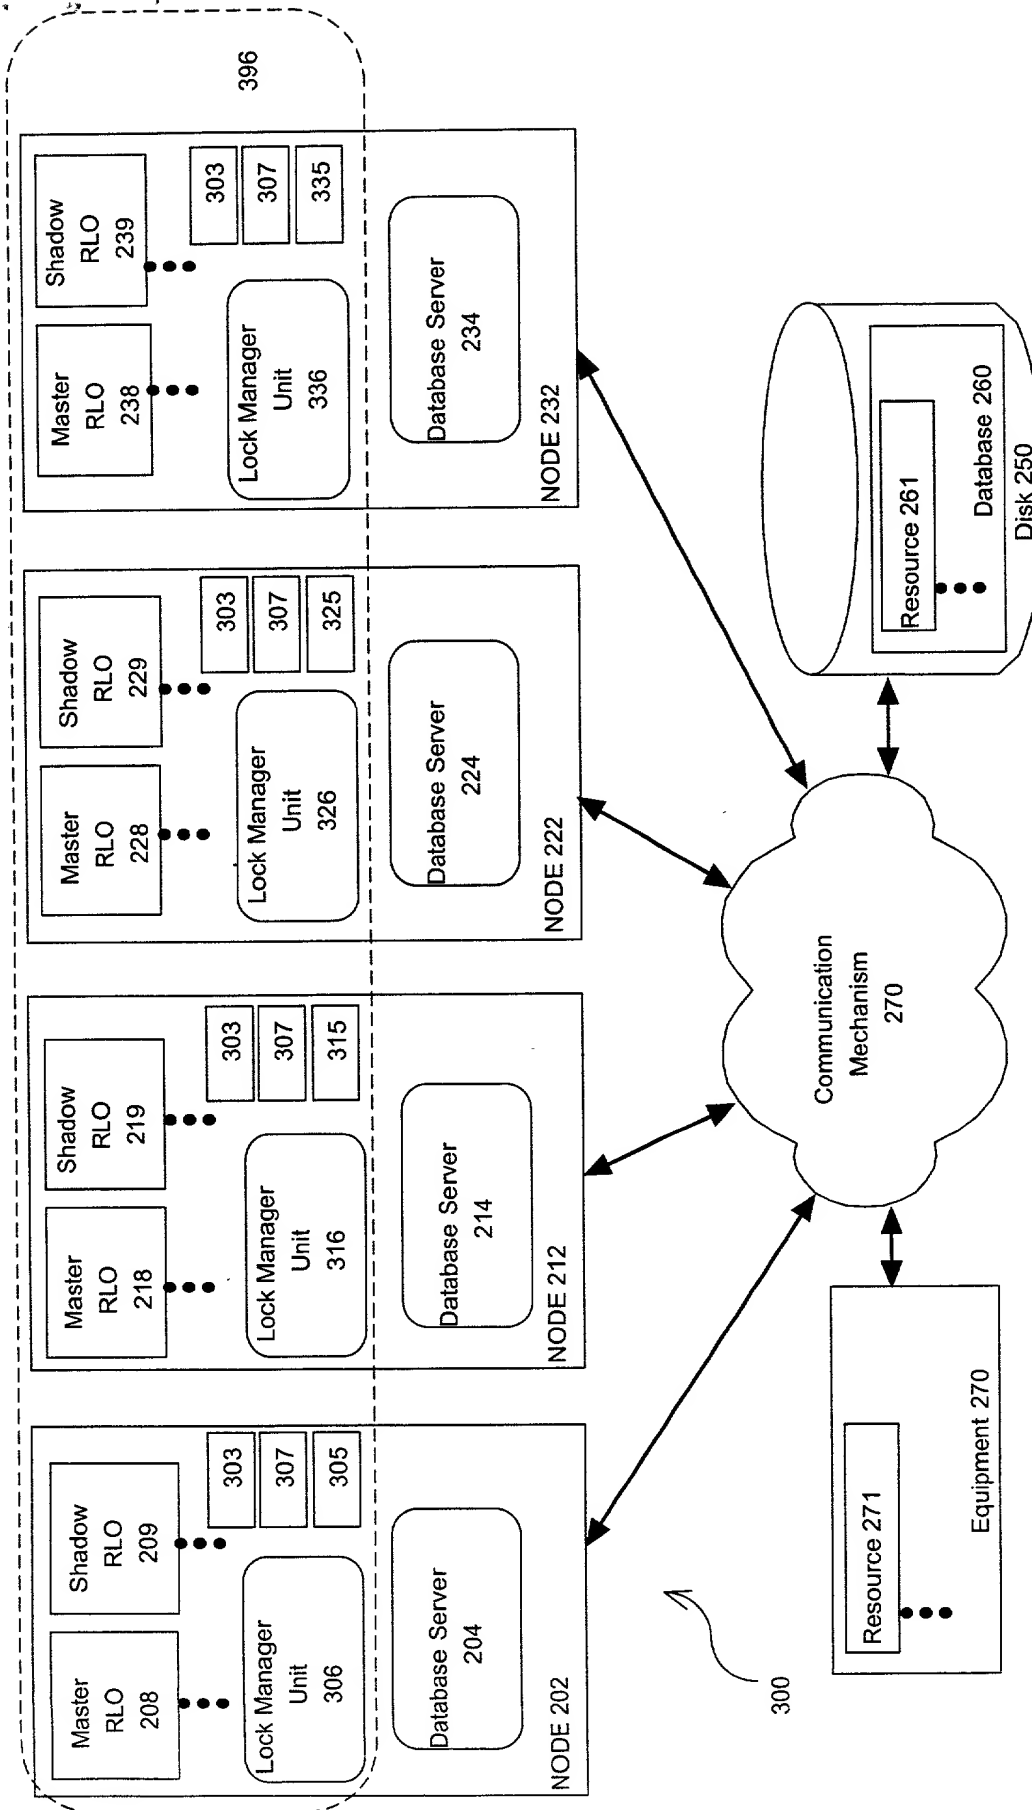 Master
RLO
208
Shadow
RLO
209
303
307
305
Lock Manager
Unit
306
Database Server
204
NODE 202
Master
RLO
218
Shadow
RLO
219
303
307
315
Lock Manager
Unit
316
Database Server
214
NODE 212
Master
RLO
228
Shadow
RLO
229
303
307
325
Lock Manager
Unit
326
Database Server
224
NODE 222
Master
RLO
238
Shadow
RLO
239
303
307
335
Lock Manager
Unit
336
Database Server
234
NODE 232
396
300
Communication
Mechanism
270
Resource 271
Equipment 270
Resource 261
Database 260
Disk 250